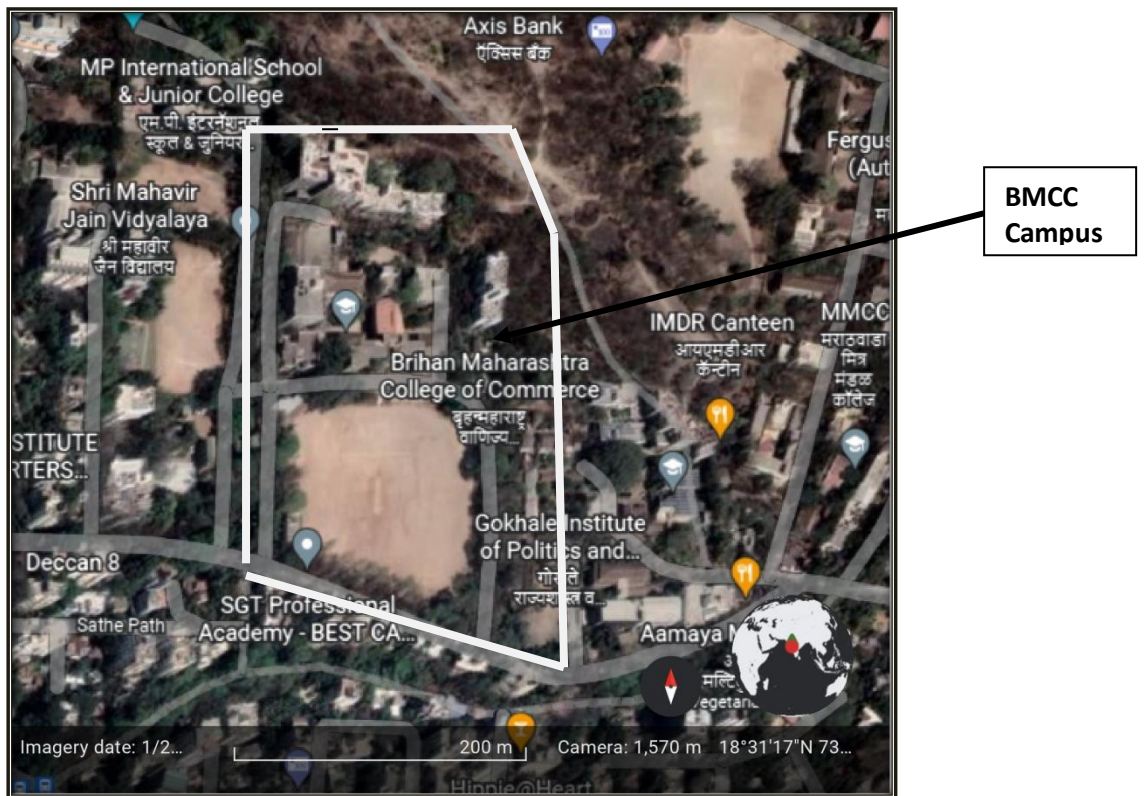 Axis Bank
ऐक्सिस बँक
MP International School
& Junior College
एम.पी. इंटरनॅशनल
स्कूल & जुनियर...
Fergus
(Aut
Shri Mahavir
Jain Vidyalaya
श्री महावीर
जैन विद्यालय
BMCC
Campus
IMDR Canteen
आयएमडीआर
कॅन्टीन
MMCC
मराठवाडा
मित्र
मंडळ
कॉलेज
Brihan Maharashtra
College of Commerce
बृहन्महाराष्ट्र
वाणिज्य...
STITUTE
RTERS...
Gokhale Institute
of Politics and...
गोखले
राज्यशास्त्र व...
Deccan 8
SGT Professional
Academy - BEST CA...
Sathe Path
Aamaya
Imagery date: 1/2...
200 m
Camera: 1,570 m
18°31'17"N 73...
Hippie@Heart